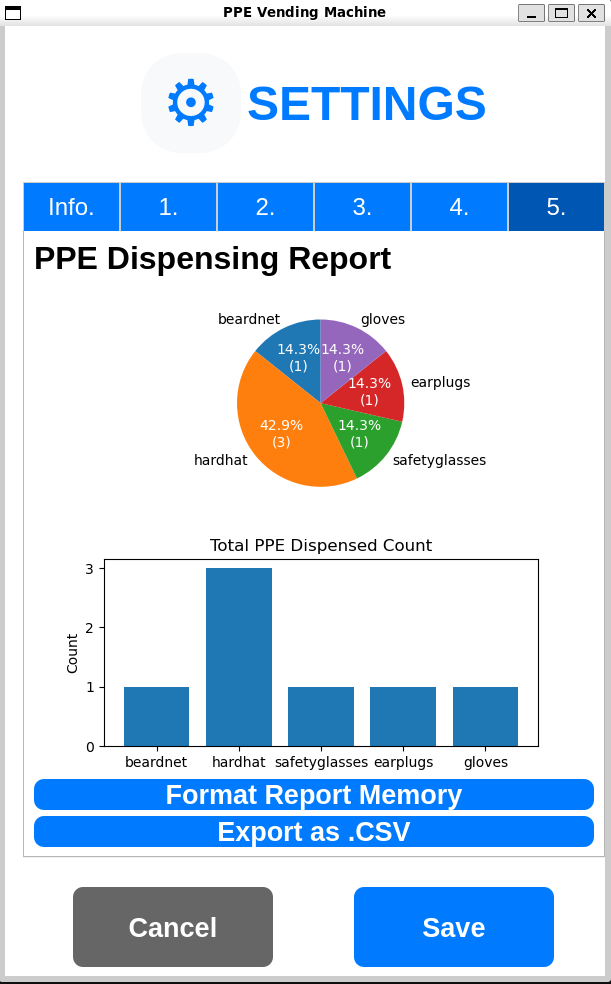 PPE Vending Machine
SETTINGS
Info. 1. 2. 3. 4. 5.
PPE Dispensing Report
beardnet gloves
14.3% 14.3%
(1) (1)
earplugs
14.3%
(1)
42.9% 14.3%
(3) (1)
hardhat safetyglasses
Total PPE Dispensed Count
3
2
1
0
Count
beardnet hardhat safetyglasses earplugs gloves
Format Report Memory
Export as .CSV
Cancel Save